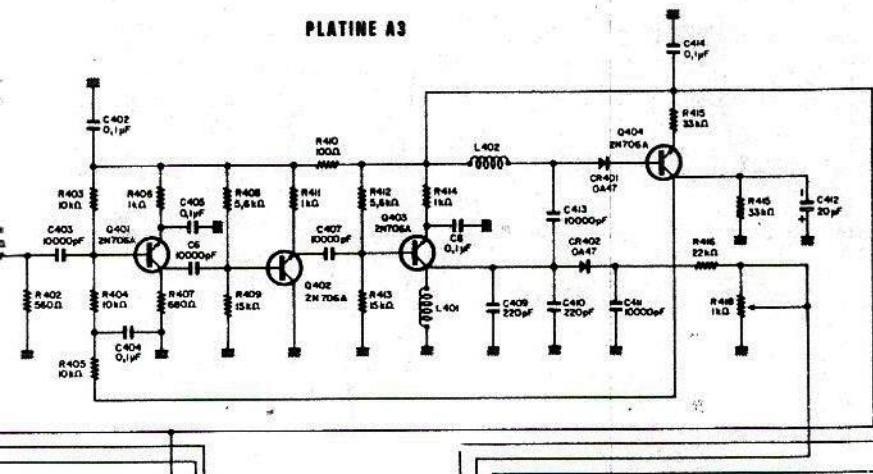 PLATINE A3
C414
0,1µF
C402
0,1µF
R415
33kΩ
Q404
2N706A
R410
100Ω
L402
R403
10kΩ
R406
1kΩ
C405
0,1µF
R408
5,6kΩ
R411
1kΩ
R412
5,6kΩ
R414
1kΩ
CR401
OA47
R415
33kΩ
C412
20pF
C403
10000pF
Q401
2N706A
C6
10000pF
C407
10000pF
Q403
2N706A
C8
0,1µF
C413
10000pF
CR402
OA47
R416
22kΩ
Q402
2N706A
R402
560Ω
R404
10kΩ
R407
680Ω
R409
15kΩ
R413
15kΩ
L401
C409
220pF
C410
220pF
C411
10000pF
R418
1kΩ
C404
0,1µF
R405
10kΩ